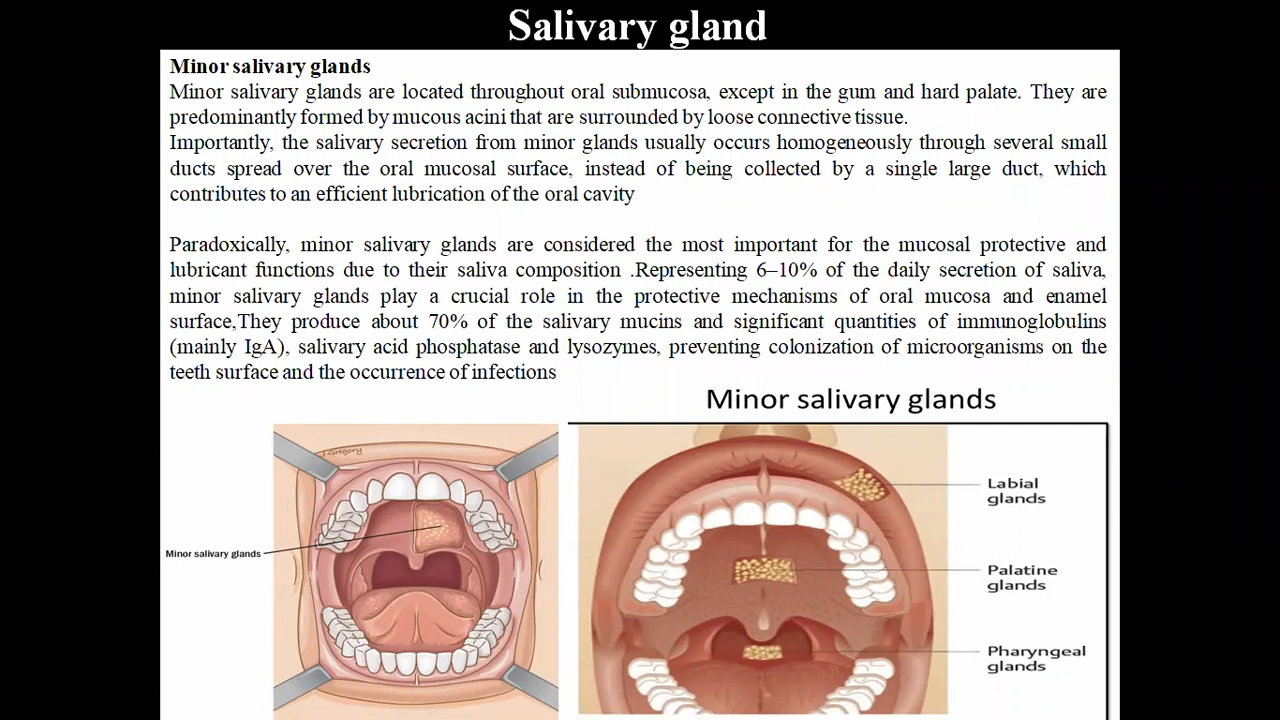 Salivary gland
Minor salivary glands
Minor salivary glands are located throughout oral submucosa, except in the gum and hard palate. They are
predominantly formed by mucous acini that are surrounded by loose connective tissue.
Importantly, the salivary secretion from minor glands usually occurs homogeneously through several small
ducts spread over the oral mucosal surface, instead of being collected by a single large duct, which
contributes to an efficient lubrication of the oral cavity
Paradoxically, minor salivary glands are considered the most important for the mucosal protective and
lubricant functions due to their saliva composition .Representing 6–10% of the daily secretion of saliva,
minor salivary glands play a crucial role in the protective mechanisms of oral mucosa and enamel
surface,They produce about 70% of the salivary mucins and significant quantities of immunoglobulins
(mainly IgA), salivary acid phosphatase and lysozymes, preventing colonization of microorganisms on the
teeth surface and the occurrence of infections
Minor salivary glands
J. Gregory
Minor salivary glands
Labial
glands
Palatine
glands
Pharyngeal
glands